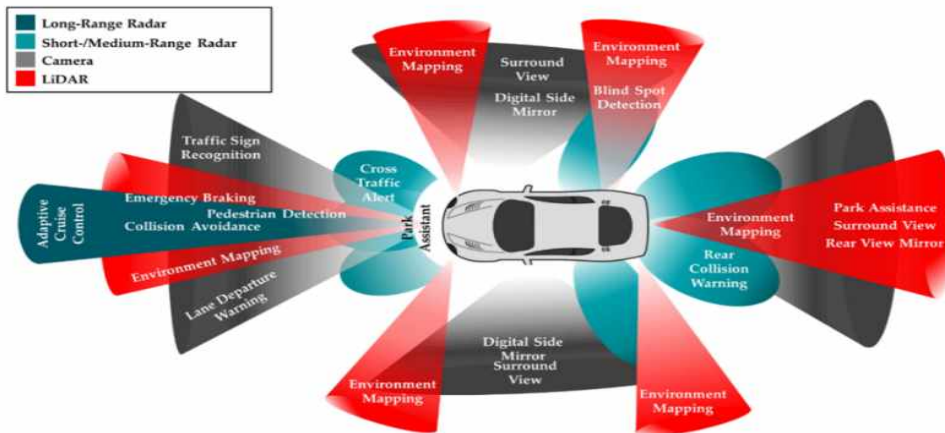 Long-Range Radar
Short-/Medium-Range Radar
Camera
LiDAR
Environment
Mapping
Surround
View
Digital Side
Mirror
Environment
Mapping
Blind Spot
Detection
Traffic Sign
Recognition
Cross
Traffic
Alert
Adaptive
Cruise
Control
Emergency Braking
Pedestrian Detection
Collision Avoidance
Park
Assistant
Environment Mapping
Lane Departure
Warning
Environment
Mapping
Park Assistance
Surround View
Rear View Mirror
Rear
Collision
Warning
Digital Side
Mirror
Surround
View
Environment
Mapping
Environment
Mapping